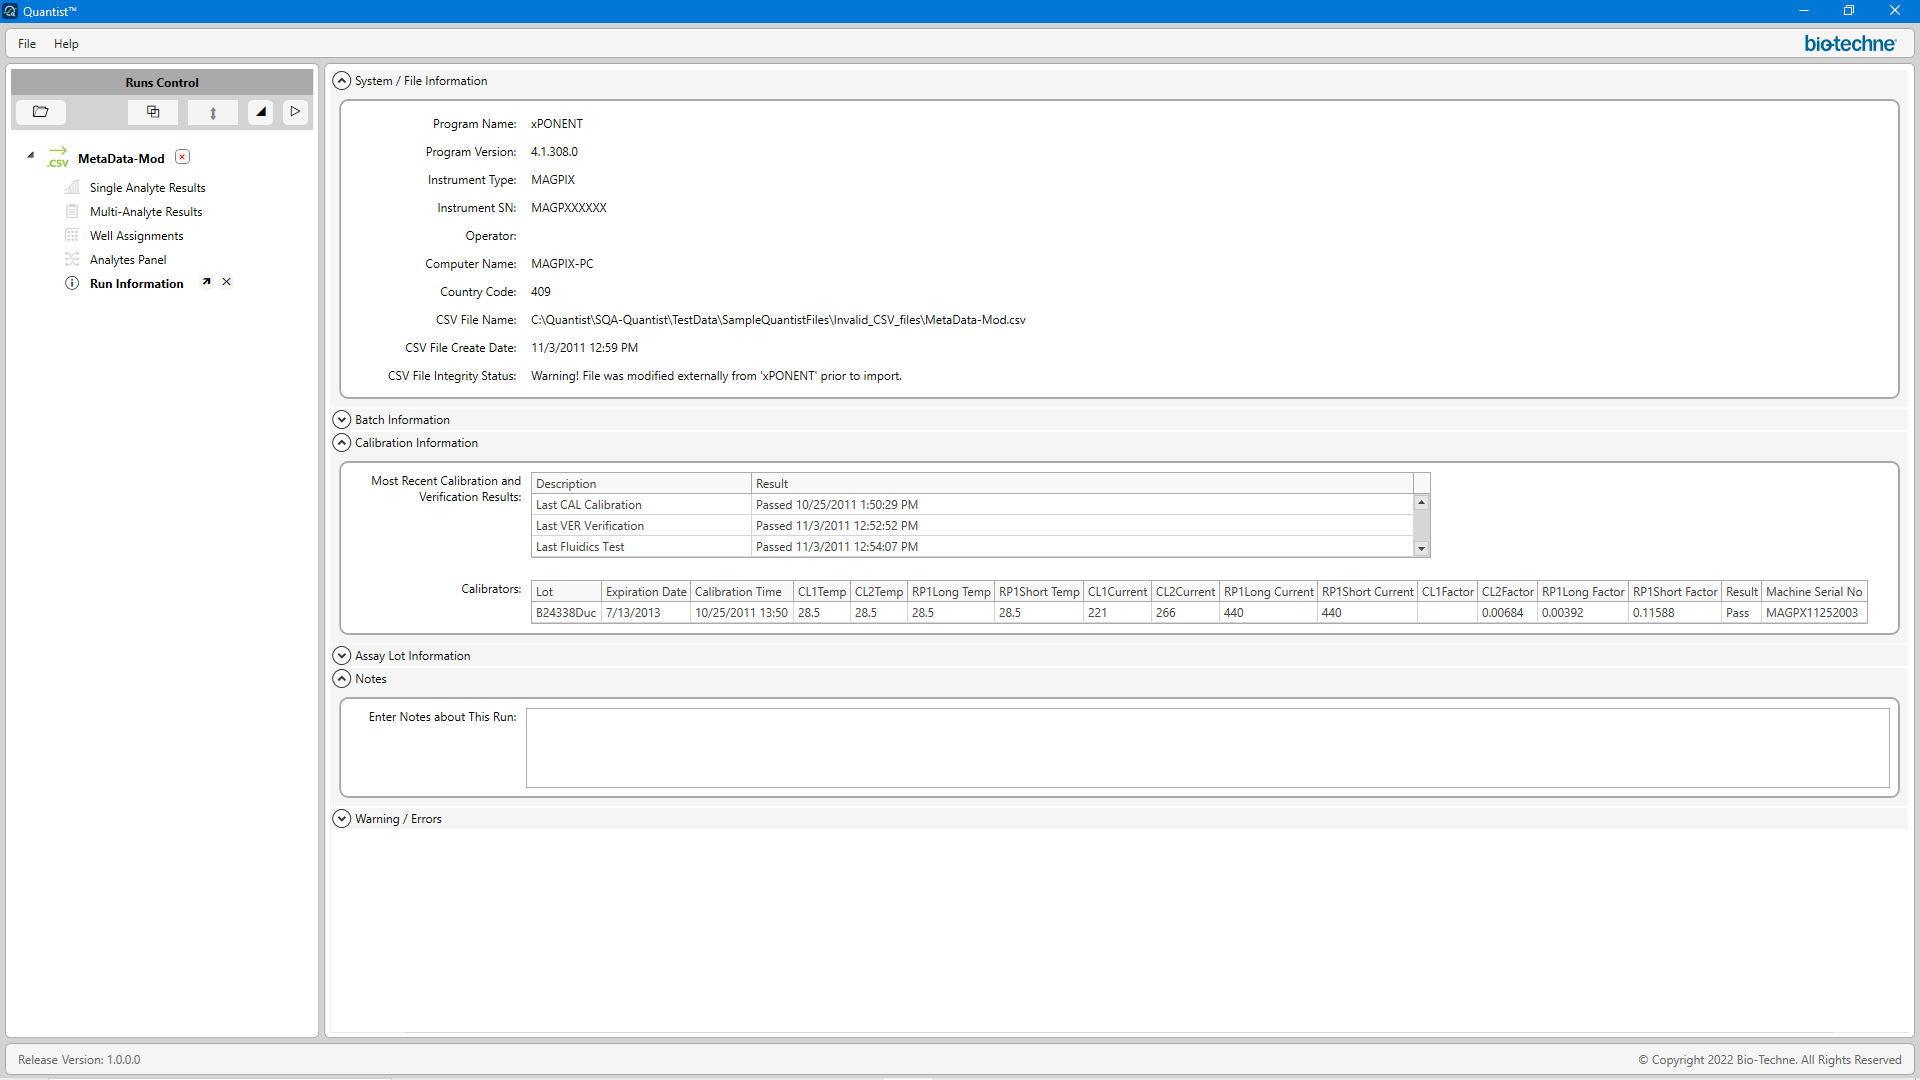 Quantist™
File Help
bio-techne
Runs Control
.CSV MetaData-Mod
Single Analyte Results
Multi-Analyte Results
Well Assignments
Analytes Panel
Run Information
System / File Information
Program Name: xPONENT
Program Version: 4.1.308.0
Instrument Type: MAGPIX
Instrument SN: MAGPXXXXXX
Operator:
Computer Name: MAGPIX-PC
Country Code: 409
CSV File Name: C:\Quantist\SQA-Quantist\TestData\SampleQuantistFiles\Invalid_CSV_files\MetaData-Mod.csv
CSV File Create Date: 11/3/2011 12:59 PM
CSV File Integrity Status: Warning! File was modified externally from 'xPONENT' prior to import.
Batch Information
Calibration Information
Most Recent Calibration and
Verification Results:
Description Result
Last CAL Calibration Passed 10/25/2011 1:50:29 PM
Last VER Verification Passed 11/3/2011 12:52:52 PM
Last Fluidics Test Passed 11/3/2011 12:54:07 PM
Calibrators:
Lot Expiration Date Calibration Time CL1Temp CL2Temp RP1Long Temp RP1Short Temp CL1Current CL2Current RP1Long Current RP1Short Current CL1Factor CL2Factor RP1Long Factor RP1Short Factor Result Machine Serial No
B24338Duc 7/13/2013 10/25/2011 13:50 28.5 28.5 28.5 28.5 221 266 440 440 0.00684 0.00392 0.11588 Pass MAGPX11252003
Assay Lot Information
Notes
Enter Notes about This Run:
Warning / Errors
Release Version: 1.0.0.0
© Copyright 2022 Bio-Techne. All Rights Reserved